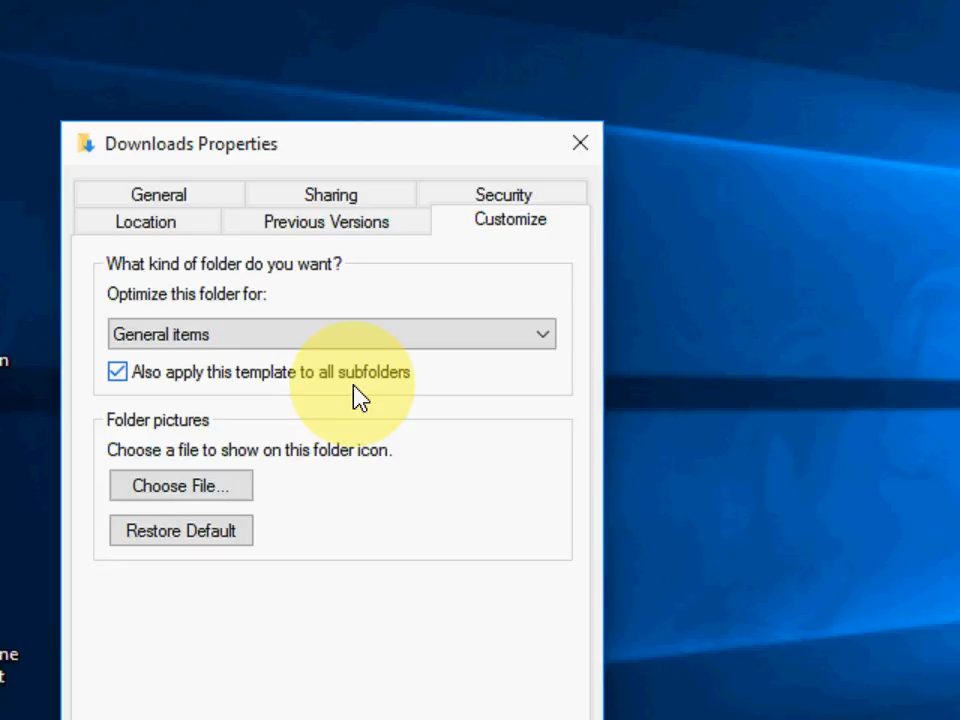 Downloads Properties
General
Sharing
Security
Location
Previous Versions
Customize
What kind of folder do you want?
Optimize this folder for:
General items
Also apply this template to all subfolders
Folder pictures
Choose a file to show on this folder icon.
Choose File...
Restore Default
n
ne
t